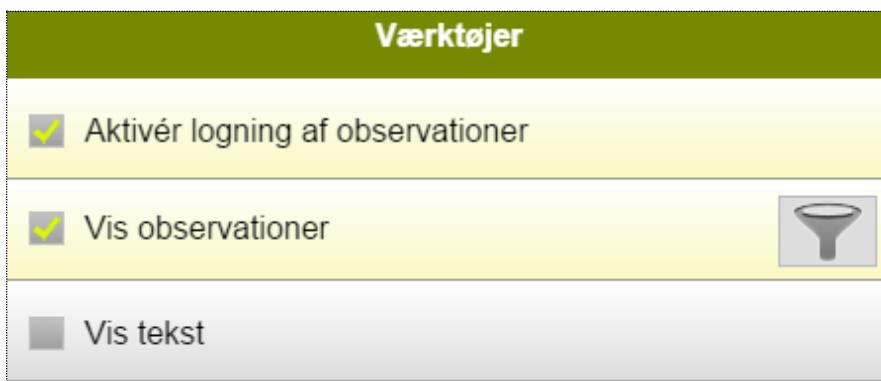 Værktøjer
Aktivér logning af observationer
Vis observationer
Vis tekst